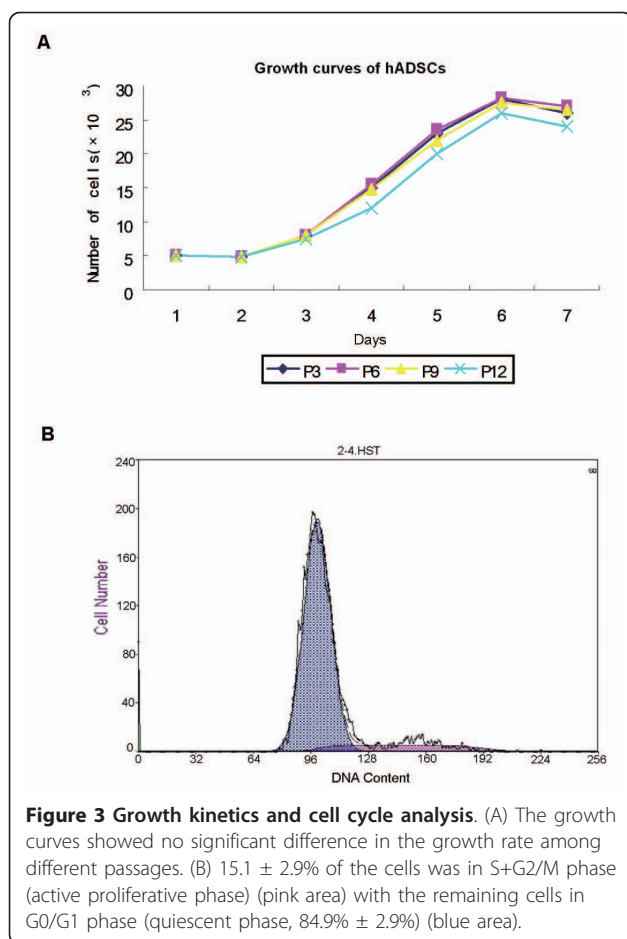 A
Growth curves of hADSCs
Number of cells(× 10 ³)
30
25
20
15
10
5
0
1 2 3 4 5 6 7
Days
P3 P6 P9 P12
B
2-4.HST
Cell Number
240
200
160
120
80
40
0
0 32 64 96 128 160 192 224 256
DNA Content
Figure 3 Growth kinetics and cell cycle analysis. (A) The growth
curves showed no significant difference in the growth rate among
different passages. (B) 15.1 ± 2.9% of the cells was in S+G2/M phase
(active proliferative phase) (pink area) with the remaining cells in
G0/G1 phase (quiescent phase, 84.9% ± 2.9%) (blue area).